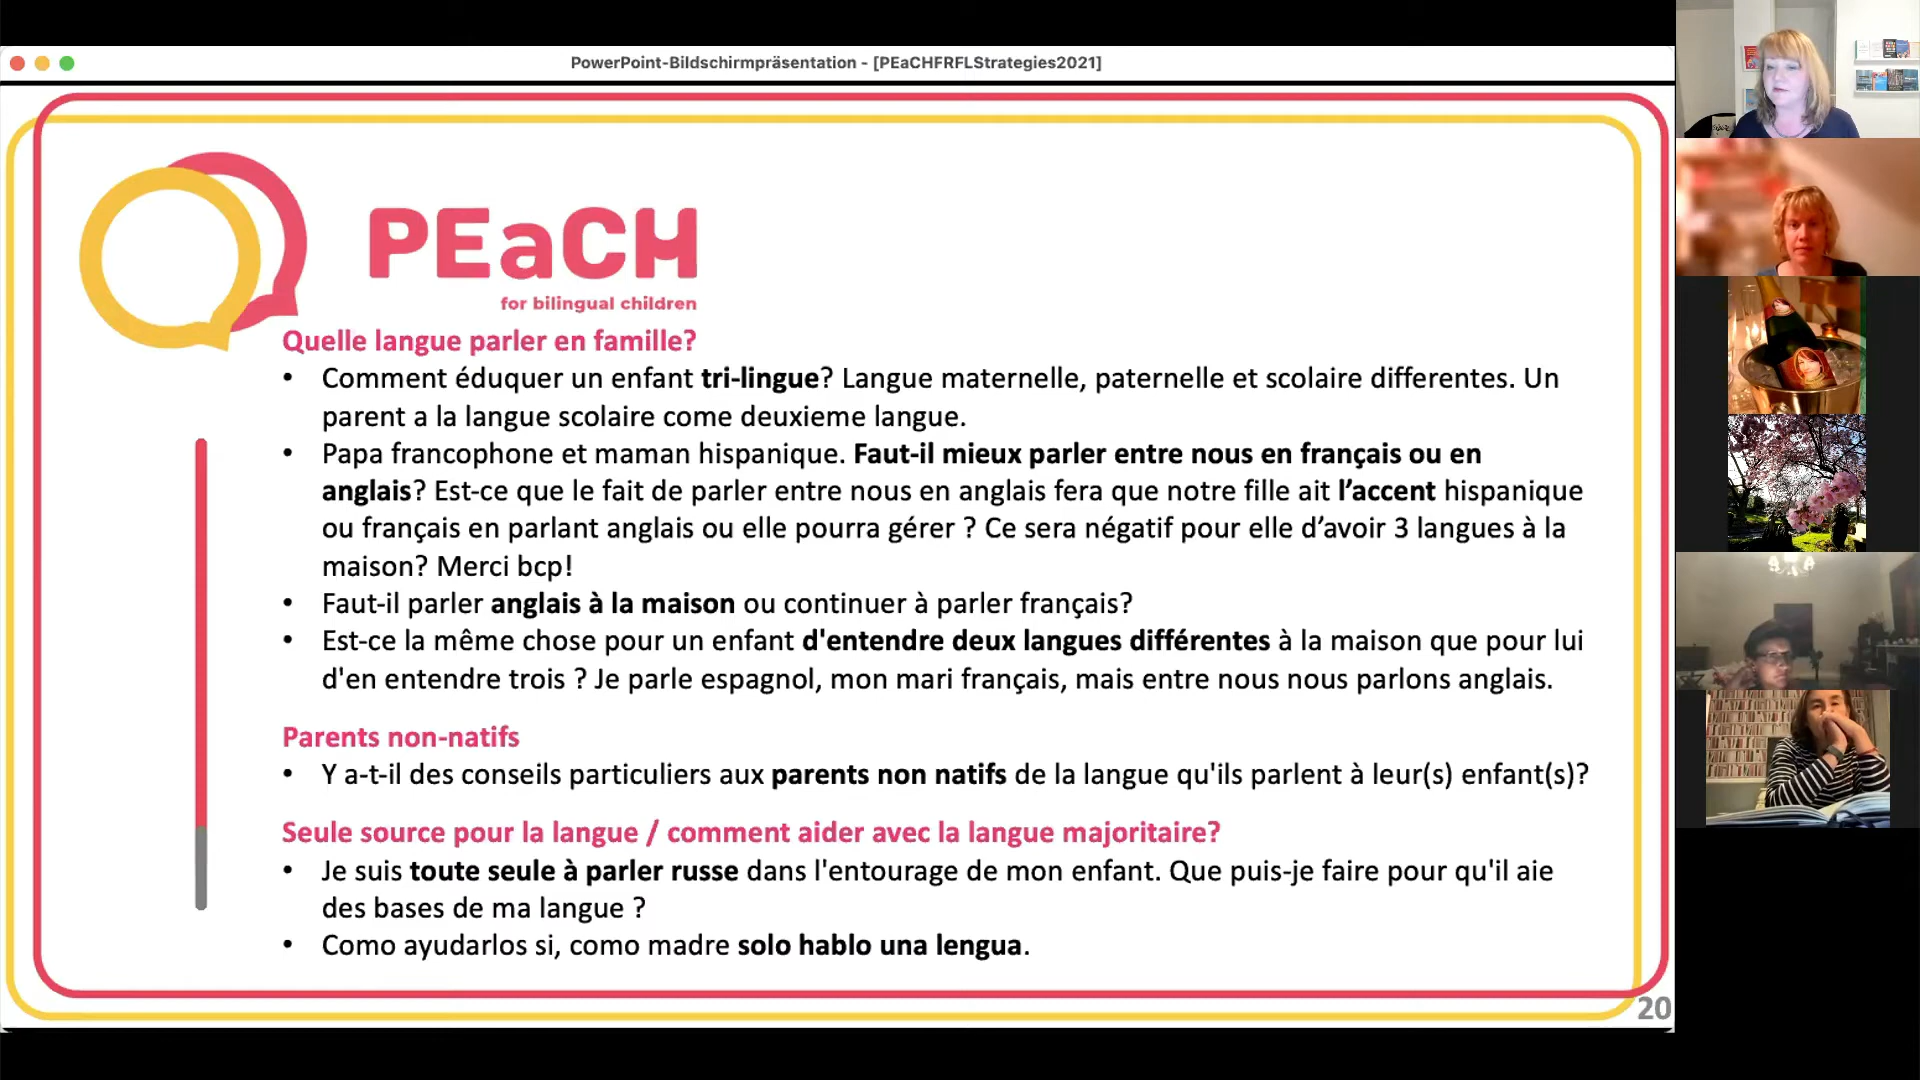 PowerPoint-Bildschirmpräsentation - [PEaCHFRFLStrategies2021]
PEaCH
for bilingual children
Quelle langue parler en famille?
• Comment éduquer un enfant tri-lingue? Langue maternelle, paternelle et scolaire differentes. Un
parent a la langue scolaire come deuxieme langue.
• Papa francophone et maman hispanique. Faut-il mieux parler entre nous en français ou en
anglais? Est-ce que le fait de parler entre nous en anglais fera que notre fille ait l’accent hispanique
ou français en parlant anglais ou elle pourra gérer ? Ce sera négatif pour elle d’avoir 3 langues à la
maison? Merci bcp!
• Faut-il parler anglais à la maison ou continuer à parler français?
• Est-ce la même chose pour un enfant d'entendre deux langues différentes à la maison que pour lui
d'en entendre trois ? Je parle espagnol, mon mari français, mais entre nous nous parlons anglais.
Parents non-natifs
• Y a-t-il des conseils particuliers aux parents non natifs de la langue qu'ils parlent à leur(s) enfant(s)?
Seule source pour la langue / comment aider avec la langue majoritaire?
• Je suis toute seule à parler russe dans l'entourage de mon enfant. Que puis-je faire pour qu'il aie
des bases de ma langue ?
• Como ayudarlos si, como madre solo hablo una lengua.
20